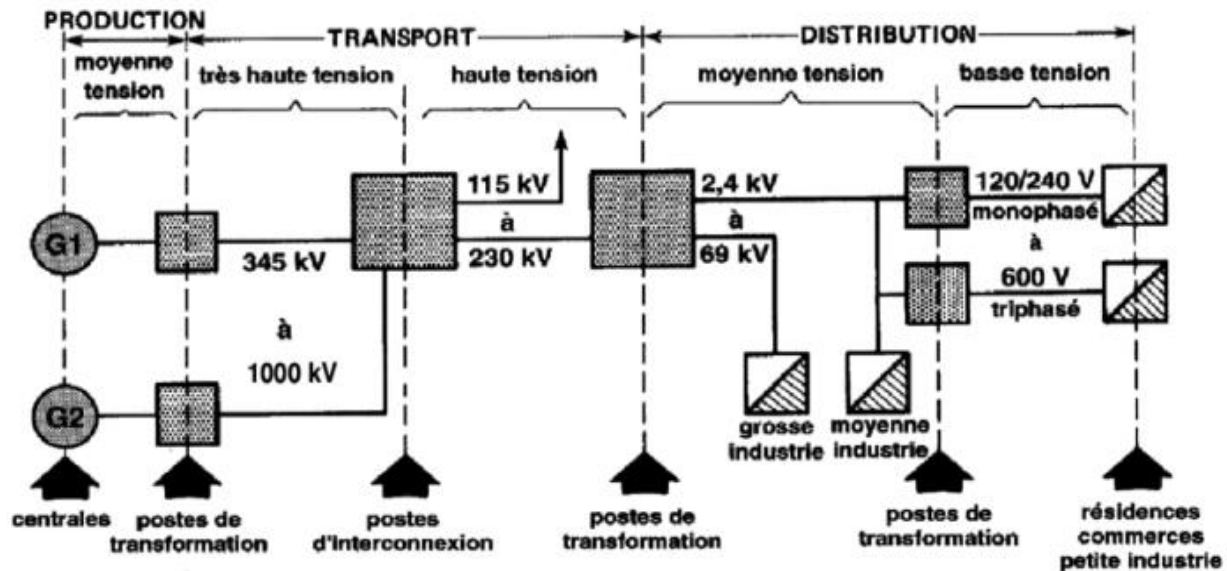 PRODUCTION
TRANSPORT
DISTRIBUTION
moyenne
tension
très haute tension
haute tension
moyenne tension
basse tension
G1
345 kV
à
1000 kV
G2
115 kV
à
230 kV
2,4 kV
à
69 kV
120/240 V
monophasé
à
600 V
triphasé
grosse
industrie
moyenne
industrie
centrales
postes de
transformation
postes
d'interconnexion
postes de
transformation
postes de
transformation
résidences
commerces
petite industrie